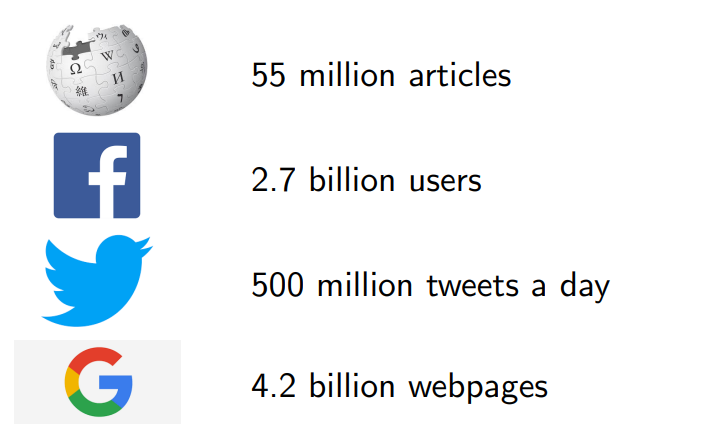 55 million articles
2.7 billion users
500 million tweets a day
4.2 billion webpages